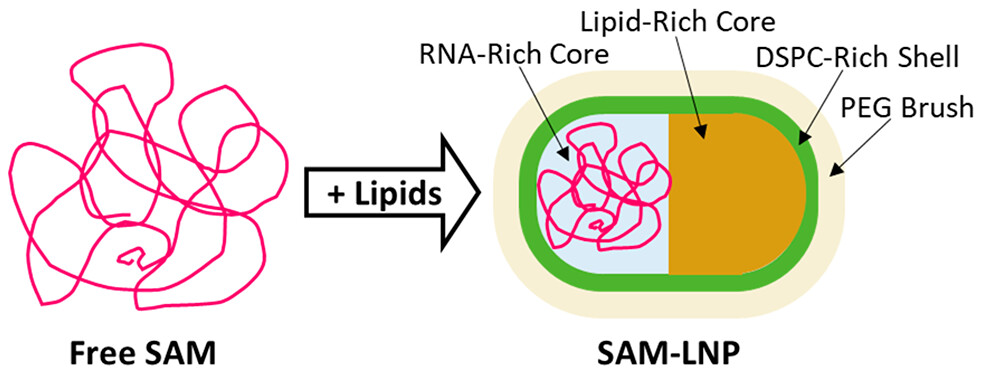 Lipid-Rich Core
RNA-Rich Core
DSPC-Rich Shell
PEG Brush
+ Lipids
Free SAM
SAM-LNP